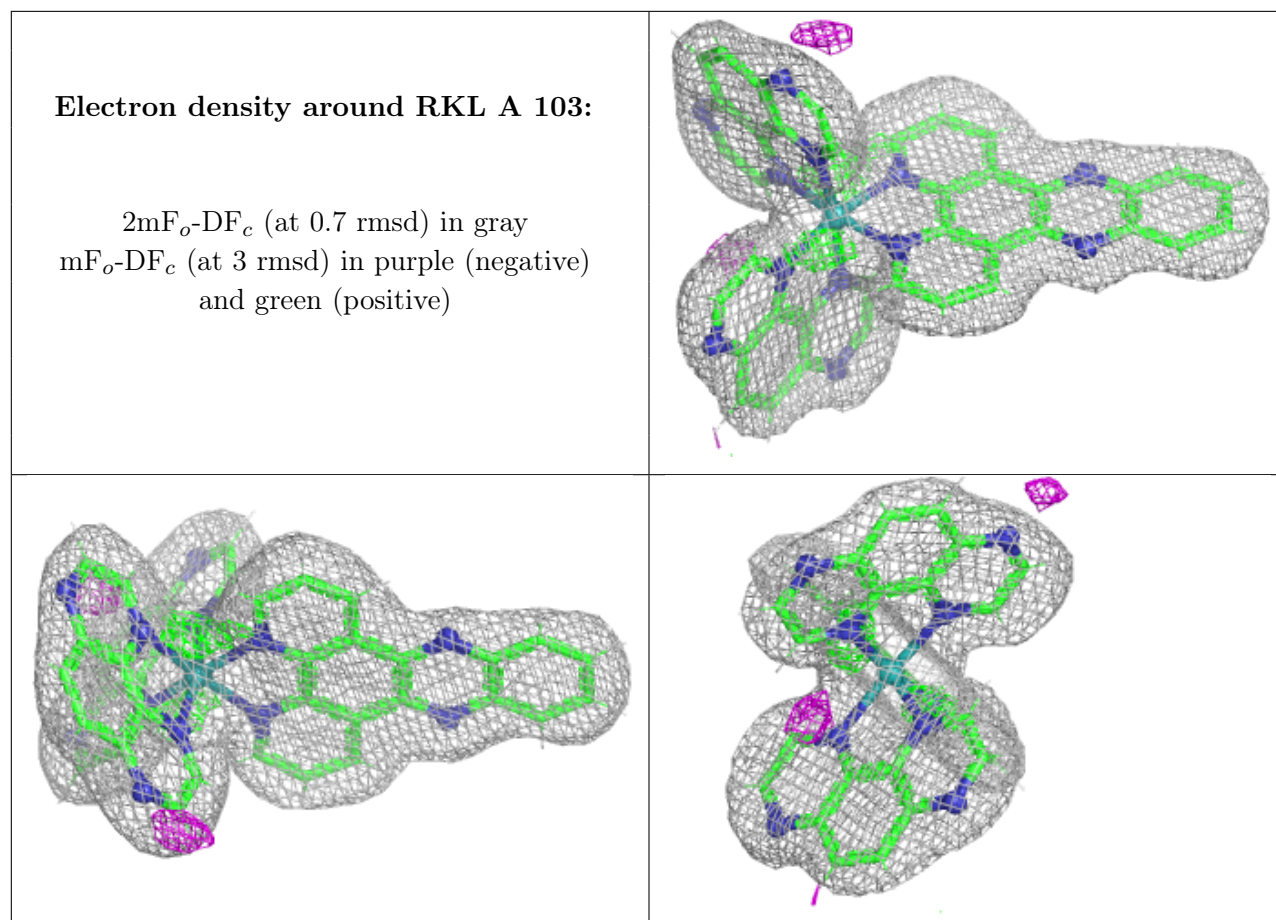 Electron density around RKL A 103:
2mFo-DFc (at 0.7 rmsd) in gray
mFo-DFc (at 3 rmsd) in purple (negative)
and green (positive)